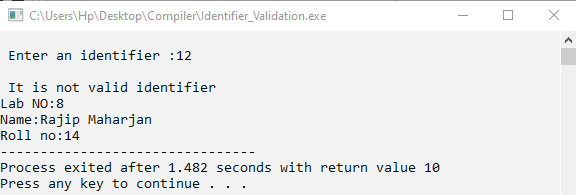 C:\Users\Hp\Desktop\Compiler\Identifier_Validation.exe
Enter an identifier :12
It is not valid identifier
Lab NO:8
Name:Rajip Maharjan
Roll no:14
--------------------------------
Process exited after 1.482 seconds with return value 10
Press any key to continue . . .